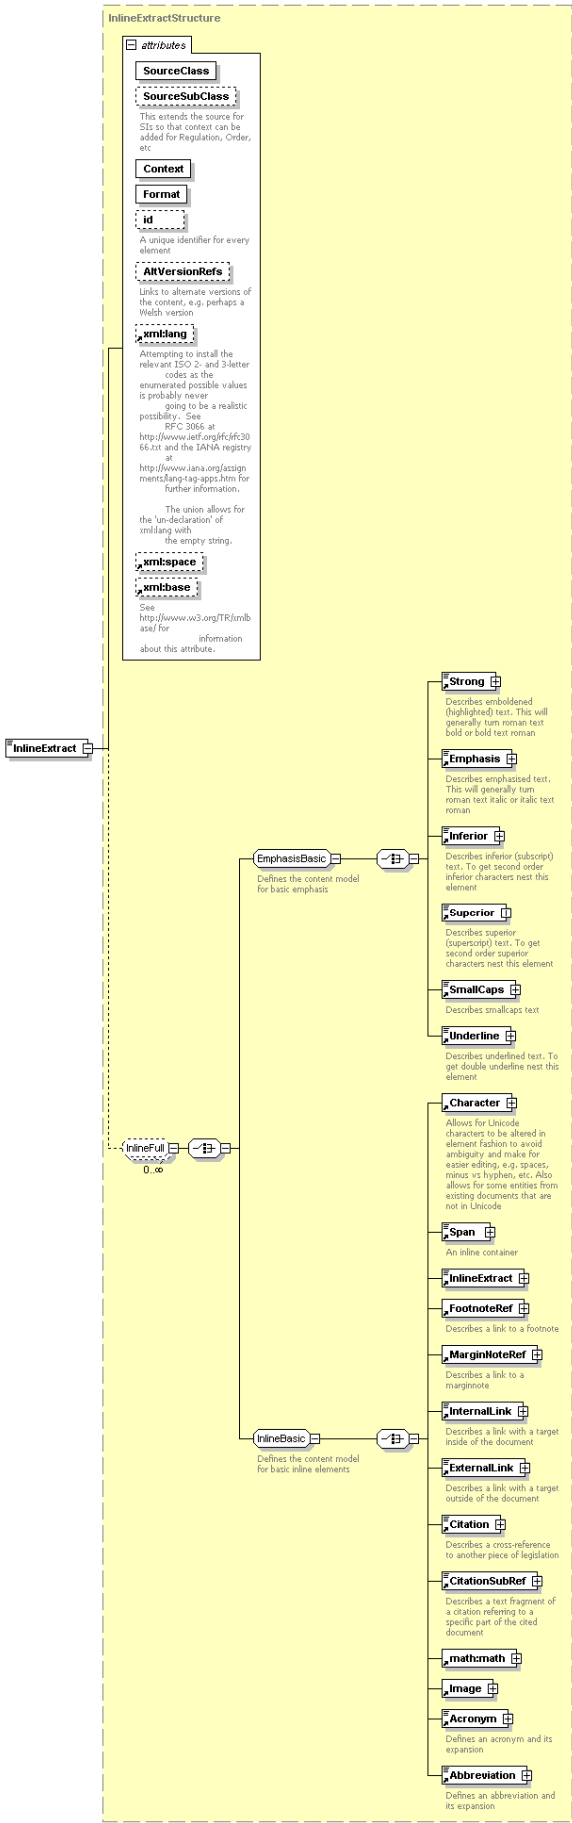 InlineExtractStructure
attributes
SourceClass
SourceSubClass
This extends the source for
SIs so that context can be
added for Regulation, Order,
etc
Context
Format
id
A unique identifier for every
element
AltVersionRefs
Links to alternate versions of
the content, e.g. perhaps a
Welsh version
xml:lang
Attempting to install the
relevant ISO 2- and 3-letter
codes as the
enumerated possible values
is probably never
going to be a realistic
possibility. See
RFC 3066 at
http://www.ietf.org/rfc/rfc30
66.txt and the IANA registry
at
http://www.iana.org/assign
ments/lang-tag-apps.htm for
further information.
The union allows for
the 'un-declaration' of
xml:lang with
the empty string.
xml:space
xml:base
See
http://www.w3.org/TR/xmlb
ase/ for
information
about this attribute.
InlineExtract
InlineFull
0..∞
EmphasisBasic
Defines the content model
for basic emphasis
Strong
Describes emboldened
(highlighted) text. This will
generally turn roman text
bold or bold text roman
Emphasis
Describes emphasised text.
This will generally turn
roman text italic or italic text
roman
Inferior
Describes inferior (subscript)
text. To get second order
inferior characters nest this
element
Superior
Describes superior
(superscript) text. To get
second order superior
characters nest this element
SmallCaps
Describes smallcaps text
Underline
Describes underlined text. To
get double underline nest this
element
InlineBasic
Defines the content model
for basic inline elements
Character
Allows for Unicode
characters to be altered in
element fashion to avoid
ambiguity and make for
easier editing, e.g. spaces,
minus vs hyphen, etc. Also
allows for some entities from
existing documents that are
not in Unicode
Span
An inline container
InlineExtract
FootnoteRef
Describes a link to a footnote
MarginNoteRef
Describes a link to a
marginnote
InternalLink
Describes a link with a target
inside of the document
ExternalLink
Describes a link with a target
outside of the document
Citation
Describes a cross-reference
to another piece of legislation
CitationSubRef
Describes a text fragment of
a citation referring to a
specific part of the cited
document
math:math
Image
Acronym
Defines an acronym and its
expansion
Abbreviation
Defines an abbreviation and
its expansion